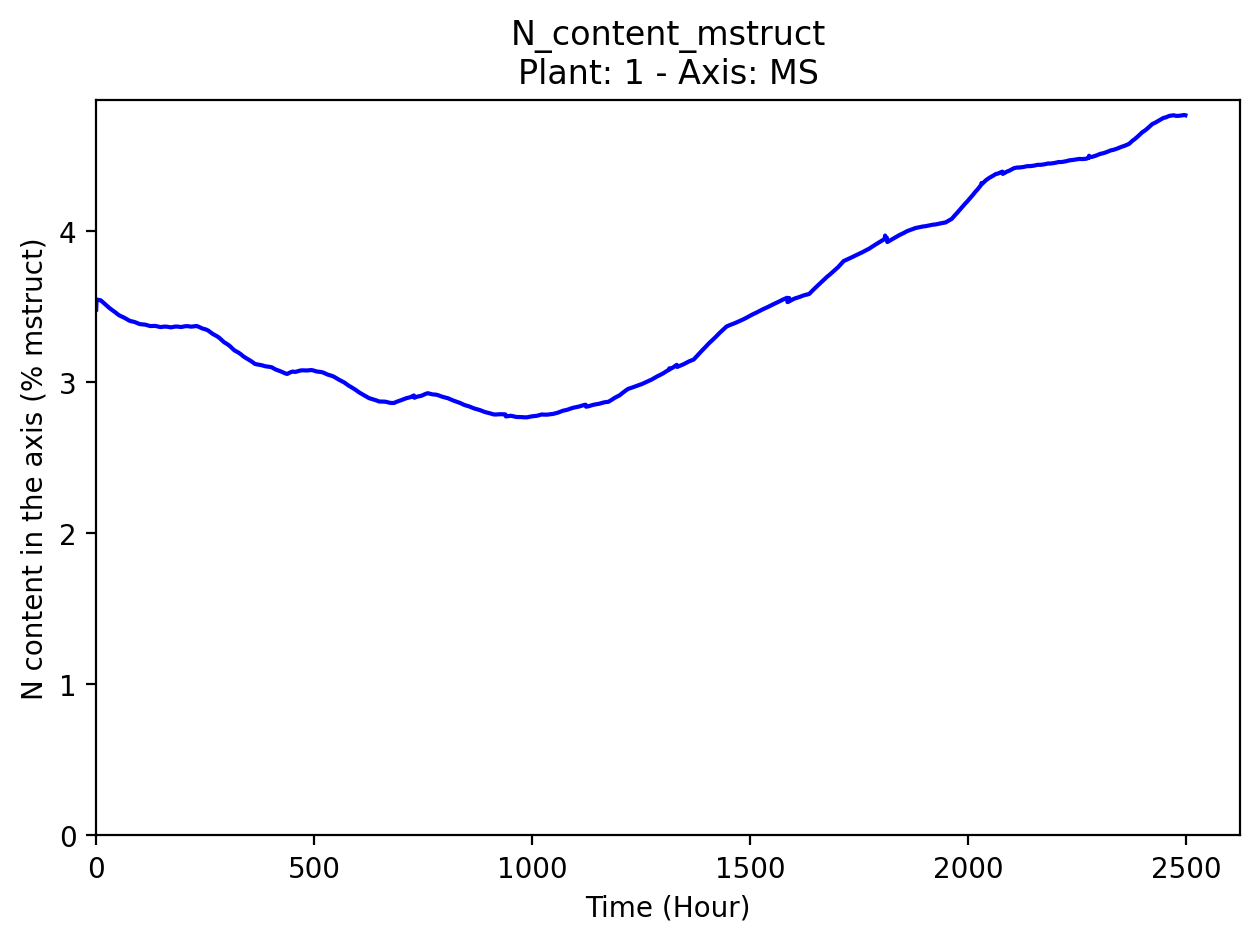 N_content_mstruct
Plant: 1 - Axis: MS
N content in the axis (% mstruct)
4
3
2
1
0
0 500 1000 1500 2000 2500
Time (Hour)